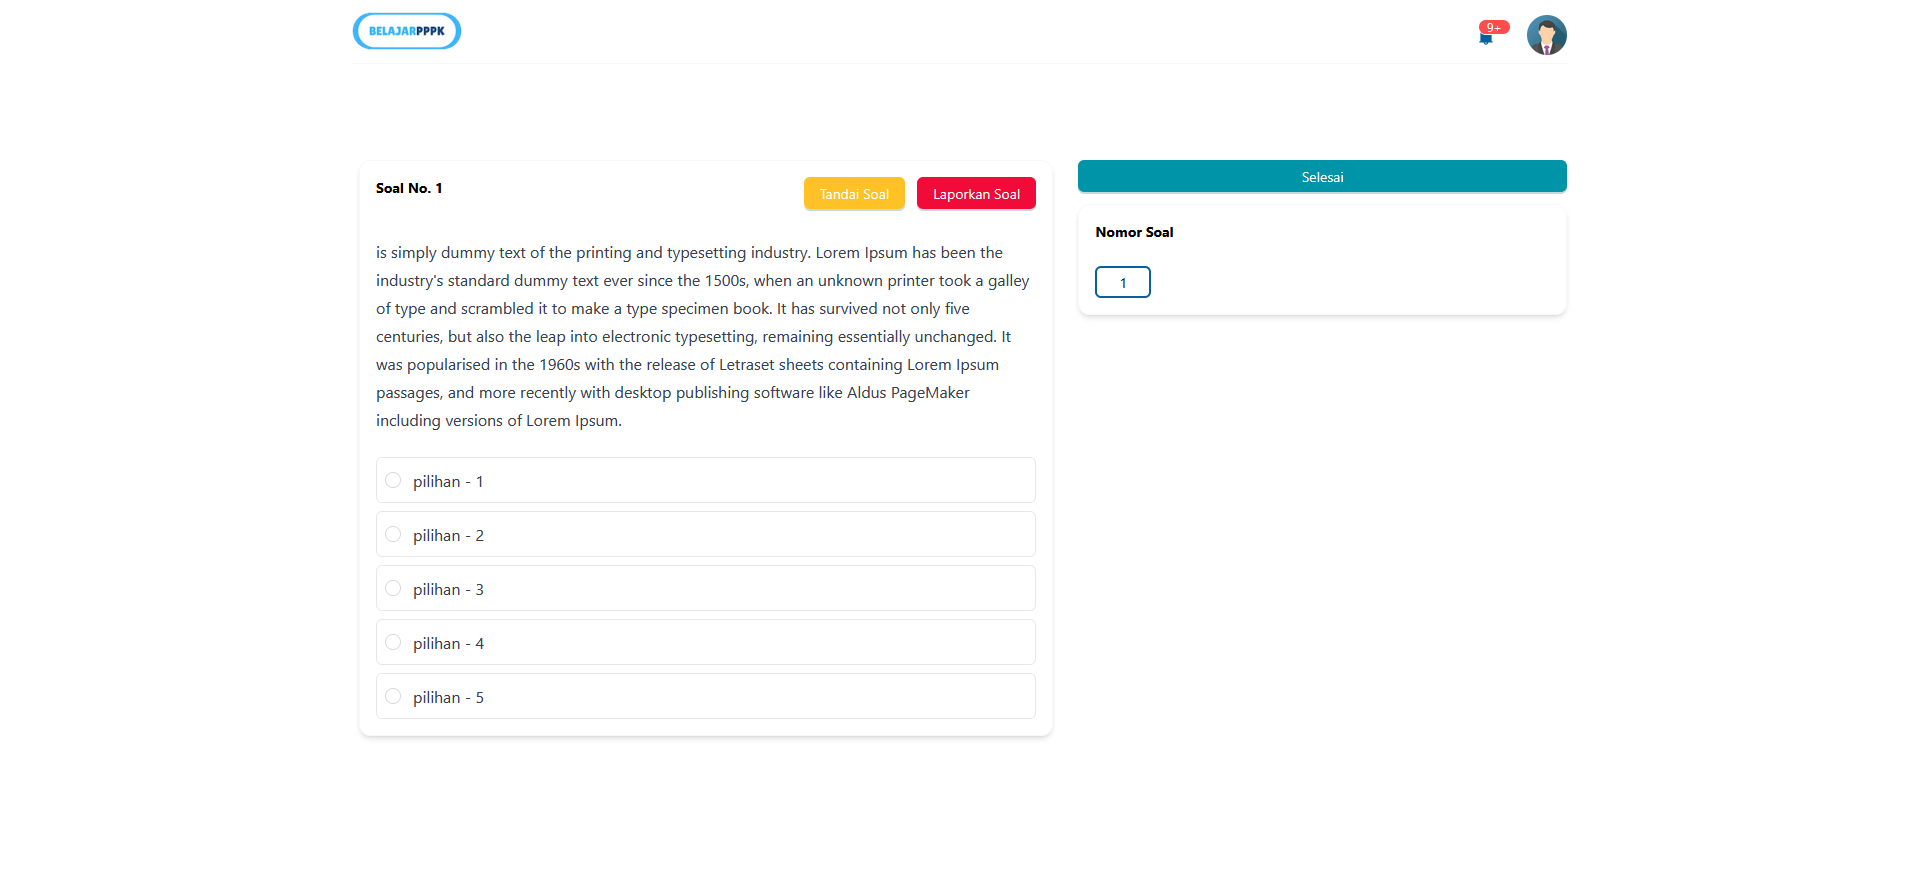 BELAJARPPPK
9+
Soal No. 1
Tandai Soal
Laporkan Soal
is simply dummy text of the printing and typesetting industry. Lorem Ipsum has been the
industry's standard dummy text ever since the 1500s, when an unknown printer took a galley
of type and scrambled it to make a type specimen book. It has survived not only five
centuries, but also the leap into electronic typesetting, remaining essentially unchanged. It
was popularised in the 1960s with the release of Letraset sheets containing Lorem Ipsum
passages, and more recently with desktop publishing software like Aldus PageMaker
including versions of Lorem Ipsum.
pilihan - 1
pilihan - 2
pilihan - 3
pilihan - 4
pilihan - 5
Selesai
Nomor Soal
1